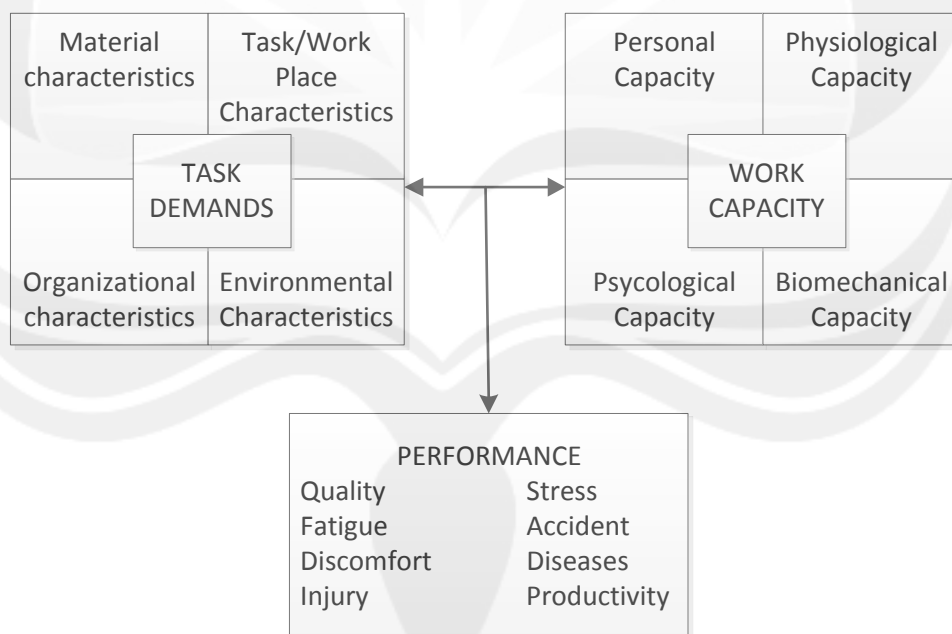 Material
characteristics
Task/Work
Place
Characteristics
TASK
DEMANDS
Organizational
characteristics
Environmental
Characteristics
Personal
Capacity
Physiological
Capacity
WORK
CAPACITY
Psycological
Capacity
Biomechanical
Capacity
PERFORMANCE
Quality
Stress
Fatigue
Accident
Discomfort
Diseases
Injury
Productivity